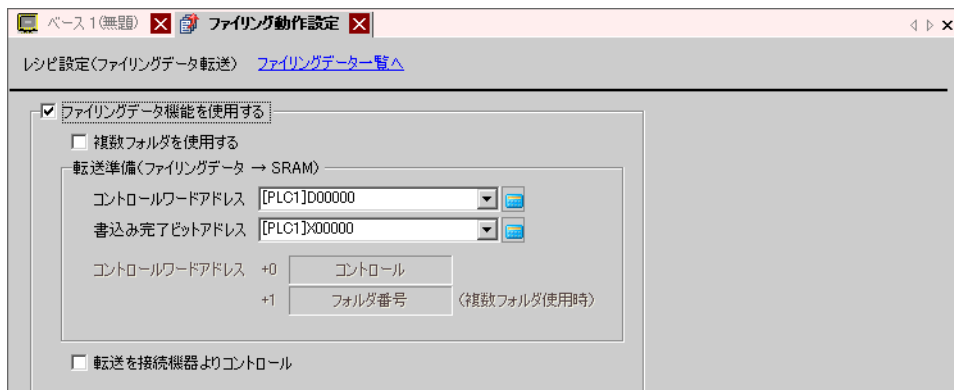 ベース 1(無題) ファイリング動作設定
レシピ設定(ファイリングデータ転送) ファイリングデータ一覧へ
ファイリングデータ機能を使用する
複数フォルダを使用する
転送準備(ファイリングデータ → SRAM)
コントロールワードアドレス [PLC1]D00000
書込み完了ビットアドレス [PLC1]X00000
コントロールワードアドレス +0 コントロール
+1 フォルダ番号 (複数フォルダ使用時)
転送を接続機器よりコントロール